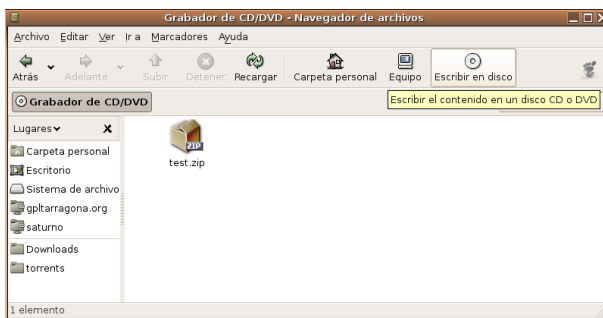 Grabador de CD/DVD - Navegador de archivos
Archivo Editar Ver Ir a Marcadores Ayuda
Atrás Adelante Subir Detener Recargar Carpeta personal Equipo Escribir en disco
Grabador de CD/DVD
Escribir el contenido en un disco CD o DVD
Lugares
Carpeta personal
Escritorio
Sistema de archivo
gpltarragona.org
saturno
Downloads
torrents
ZIP
test.zip
1 elemento